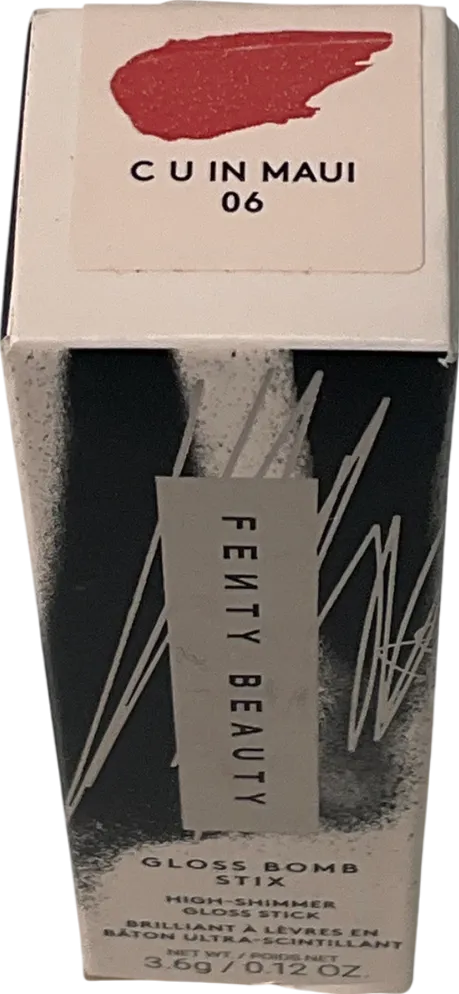 C U IN MAUI
06
FENTY BEAUTY
GLOSS BOMB
STIX
HIGH-SHIMMER
GLOSS STICK
BRILLIANT À LÈVRES EN
BÂTON ULTRA-SCINTILLANT
NET WT. / POIDS NET
3.6g / 0.12 OZ.